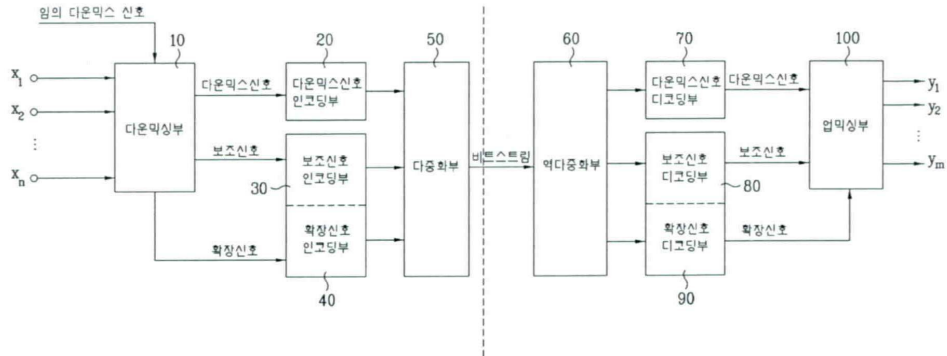 임의 다운믹스 신호
10
20
50
60
70
100
x1
x2
⋮
xn
다운믹싱부
다운믹스신호
보조신호
확장신호
다운믹스신호
인코딩부
30
보조신호
인코딩부
확장신호
인코딩부
40
다중화부
비트스트림
역다중화부
다운믹스신호
디코딩부
보조신호
디코딩부
80
확장신호
디코딩부
90
다운믹스신호
보조신호
확장신호
업믹싱부
y1
y2
⋮
ym